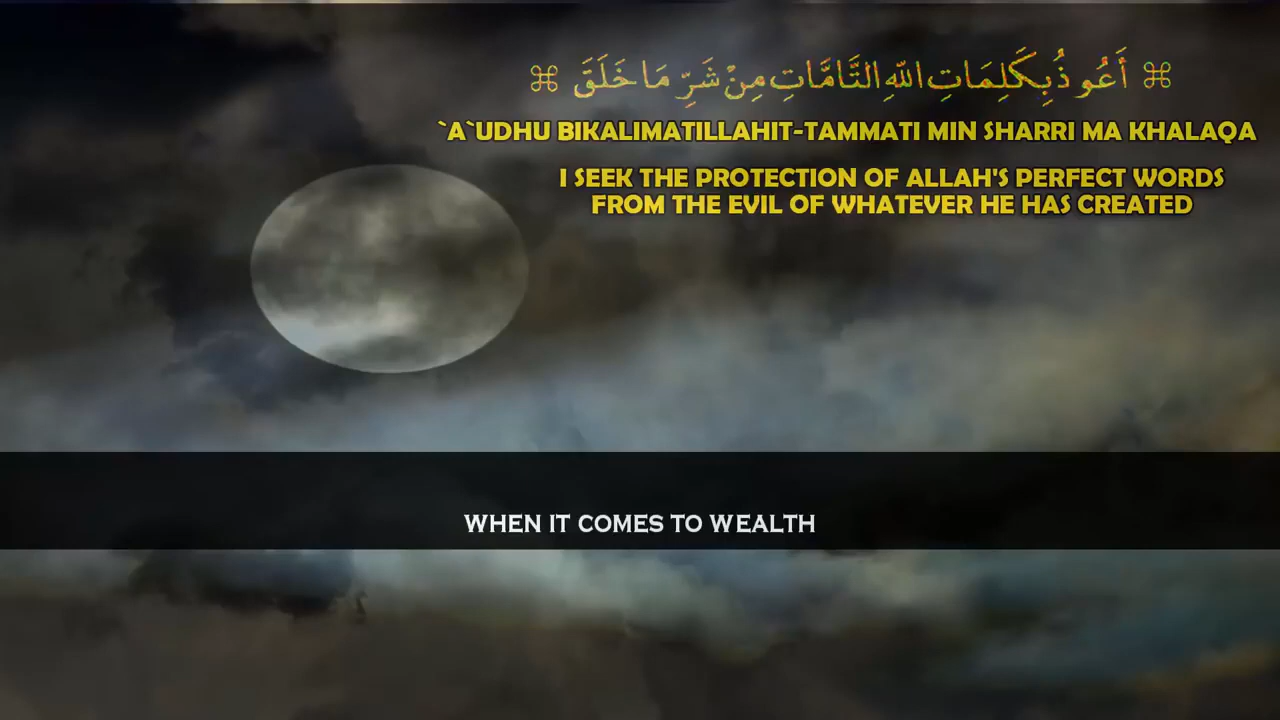 ⌘ أَعُوذُ بِكَلِمَاتِ اللّٰهِ التَّامَّاتِ مِنْ شَرِّ مَا خَلَقَ ⌘
`A`UDHU BIKALIMATILLAHIT-TAMMATI MIN SHARRI MA KHALAQA
I SEEK THE PROTECTION OF ALLAH'S PERFECT WORDS
FROM THE EVIL OF WHATEVER HE HAS CREATED
WHEN IT COMES TO WEALTH